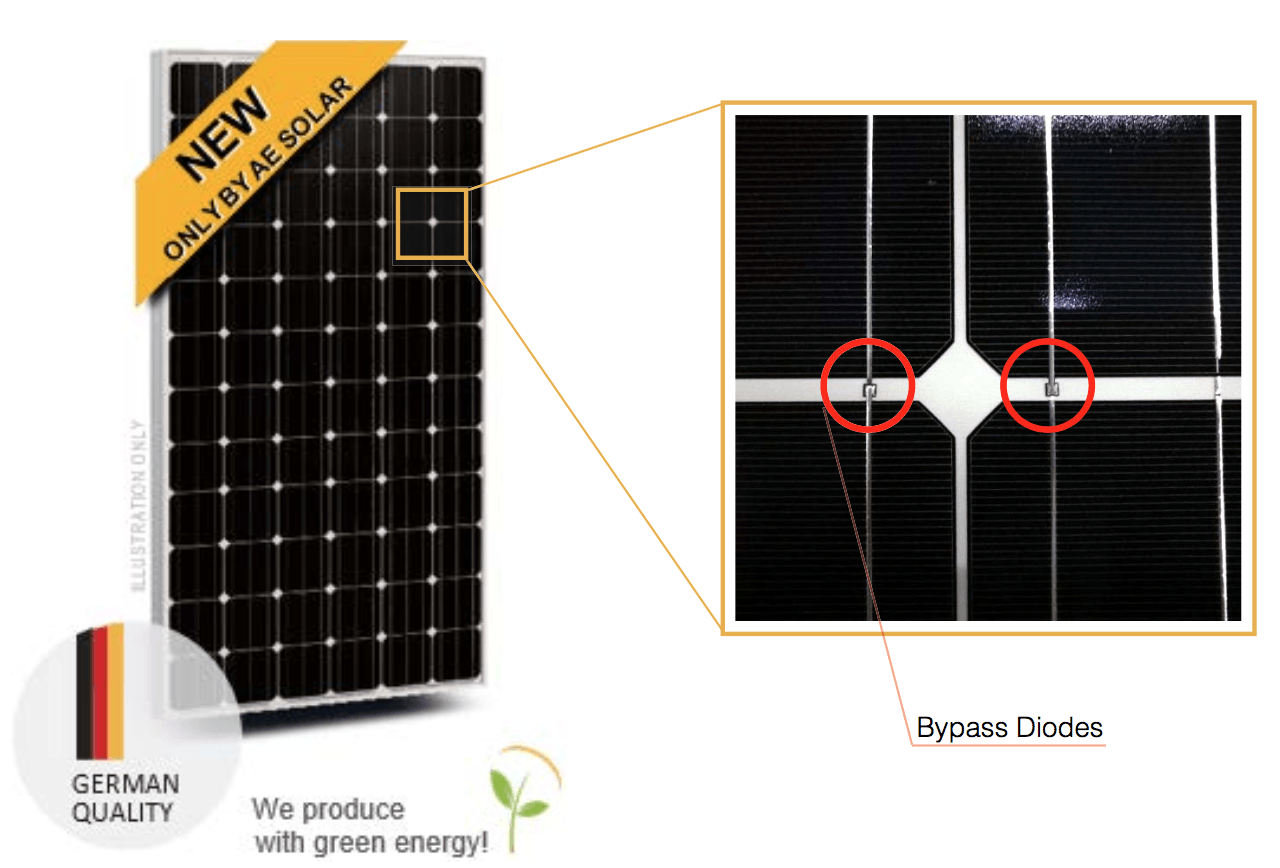 NEW
ONLY BY AE SOLAR
ILLUSTRATION ONLY
Bypass Diodes
GERMAN
QUALITY
We produce
with green energy!